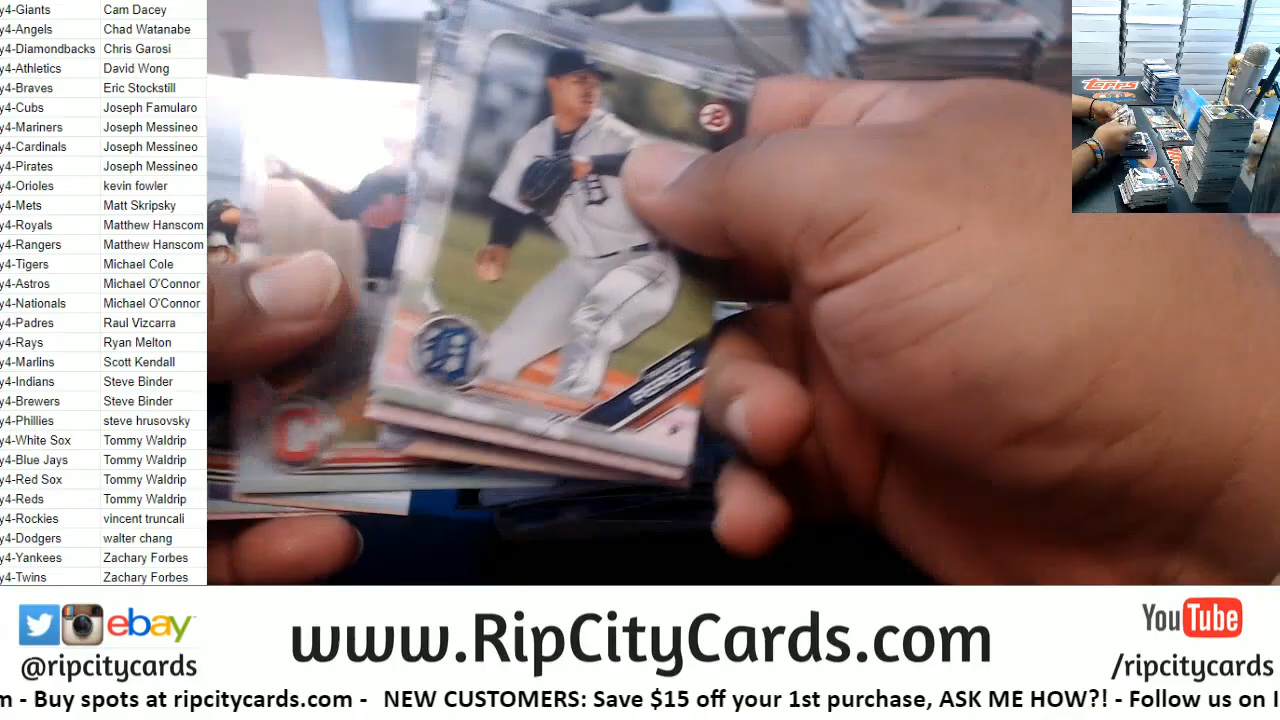 y4-Giants Cam Dacey
y4-Angels Chad Watanabe
y4-Diamondbacks Chris Garosi
y4-Athletics David Wong
y4-Braves Eric Stockstill
y4-Cubs Joseph Famularo
y4-Mariners Joseph Messineo
y4-Cardinals Joseph Messineo
y4-Pirates Joseph Messineo
y4-Orioles kevin fowler
y4-Mets Matt Skripsky
y4-Royals Matthew Hanscom
y4-Rangers Matthew Hanscom
y4-Tigers Michael Cole
y4-Astros Michael O'Connor
y4-Nationals Michael O'Connor
y4-Padres Raul Vizcarra
y4-Rays Ryan Melton
y4-Marlins Scott Kendall
y4-Indians Steve Binder
y4-Brewers Steve Binder
y4-Phillies steve hrusovsky
y4-White Sox Tommy Waldrip
y4-Blue Jays Tommy Waldrip
y4-Red Sox Tommy Waldrip
y4-Reds Tommy Waldrip
y4-Rockies vincent truncali
y4-Dodgers walter chang
y4-Yankees Zachary Forbes
y4-Twins Zachary Forbes
Topps
D
D
PEREZ
C
ebay
@ripcitycards
www.RipCityCards.com
YouTube
/ripcitycards
m - Buy spots at ripcitycards.com - NEW CUSTOMERS: Save $15 off your 1st purchase, ASK ME HOW?! - Follow us on I